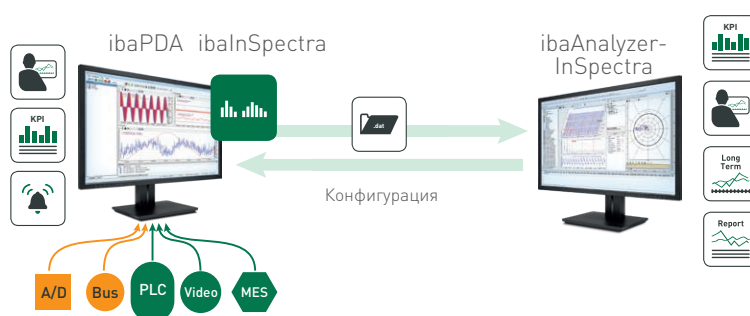 ibaPDA ibaInSpectra
ibaAnalyzer-
InSpectra
KPI
.dat
Конфигурация
KPI
Long
Term
Report
A/D
Bus
PLC
Video
MES